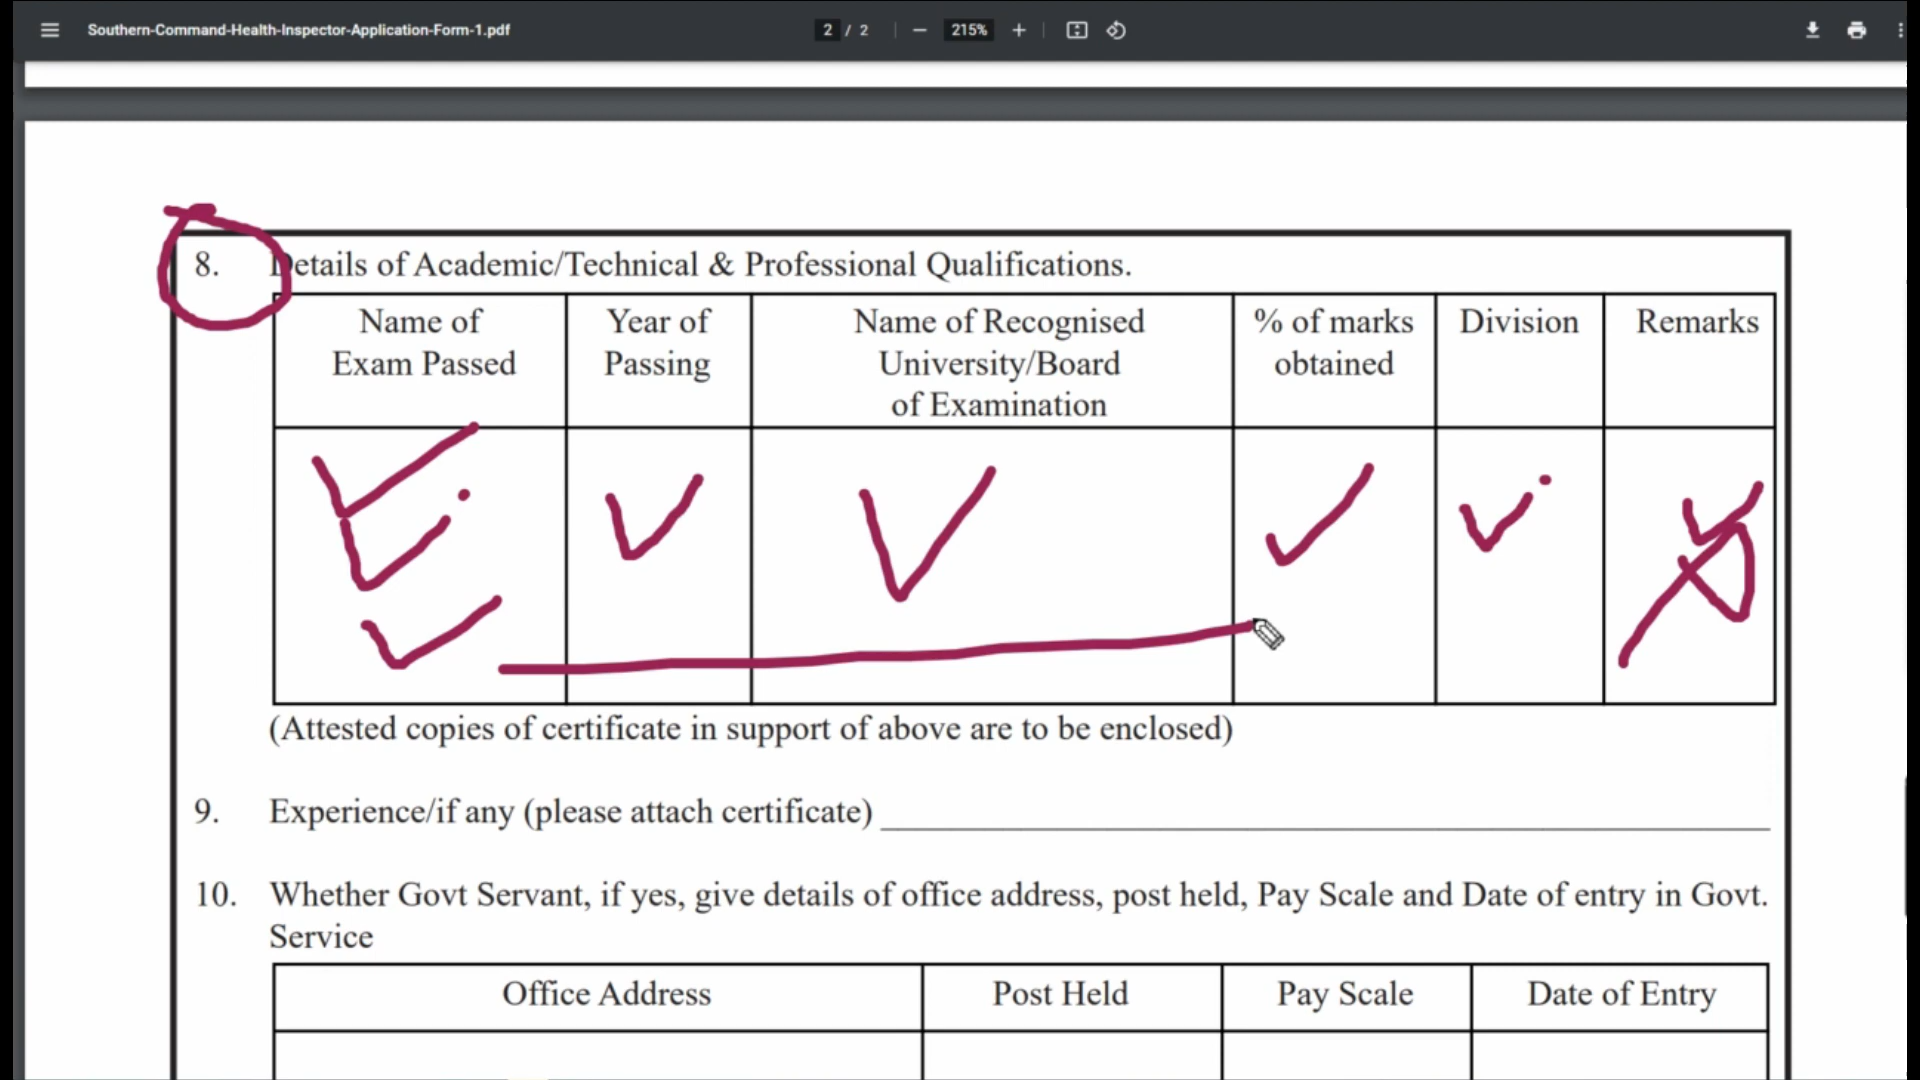 Southern-Command-Health-Inspector-Application-Form-1.pdf 2 / 2 215%
8. Details of Academic/Technical & Professional Qualifications.
Name of Exam Passed
Year of Passing
Name of Recognised University/Board of Examination
% of marks obtained
Division
Remarks
(Attested copies of certificate in support of above are to be enclosed)
9. Experience/if any (please attach certificate)
10. Whether Govt Servant, if yes, give details of office address, post held, Pay Scale and Date of entry in Govt.
Service
Office Address Post Held Pay Scale Date of Entry